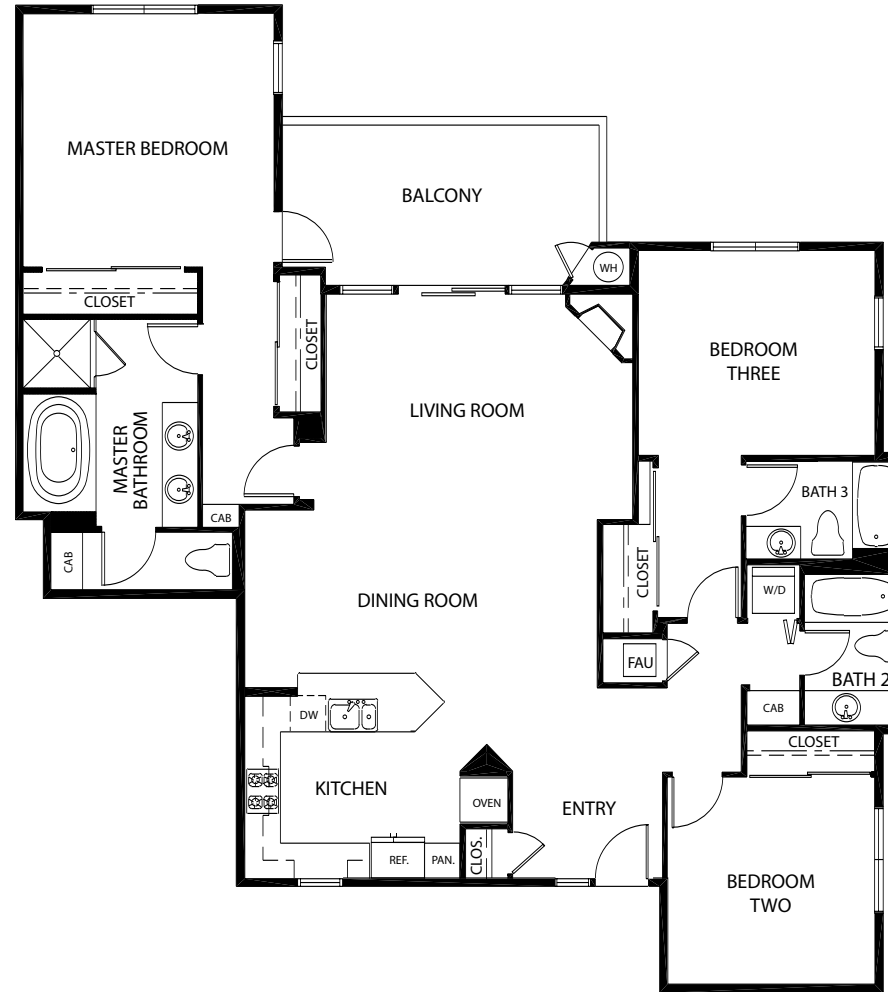 MASTER BEDROOM
BALCONY
WH
CLOSET
CLOSET
BEDROOM
THREE
LIVING ROOM
MASTER
BATHROOM
BATH 3
CAB
CAB
CLOSET
W/D
DINING ROOM
FAU
BATH 2
CAB
DW
CLOSET
KITCHEN
OVEN
ENTRY
REF.
PAN.
CLOS.
BEDROOM
TWO